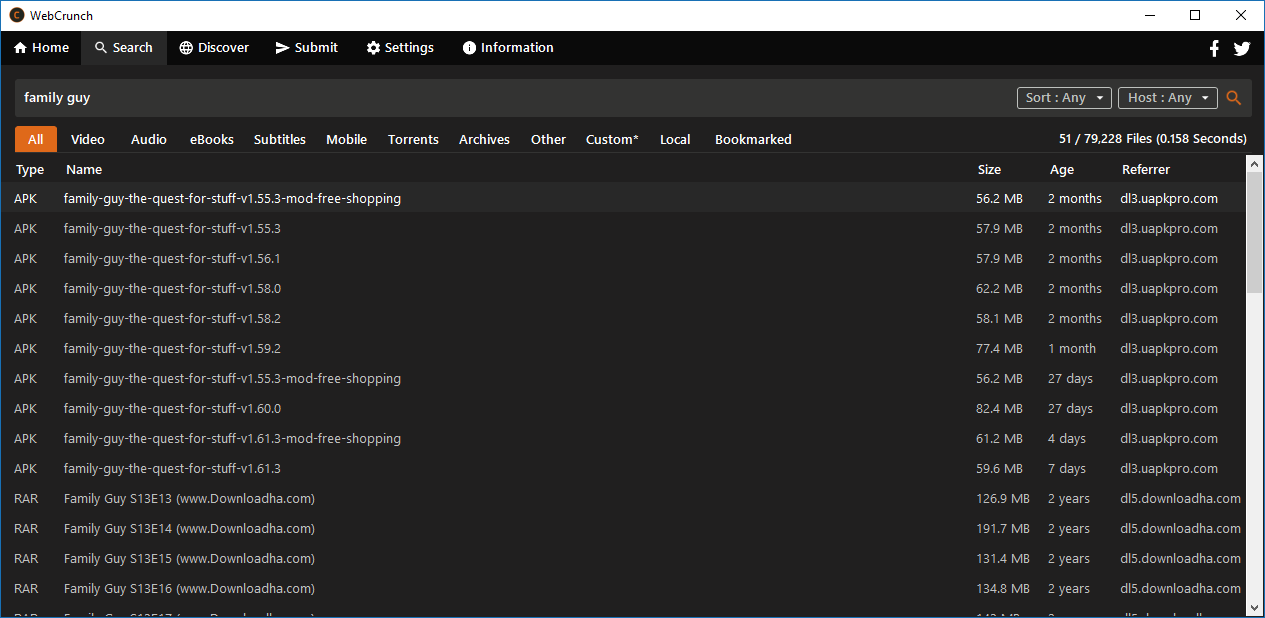 WebCrunch
Home Search Discover Submit Settings Information
family guy Sort : Any Host : Any
All Video Audio eBooks Subtitles Mobile Torrents Archives Other Custom* Local Bookmarked 51 / 79,228 Files (0.158 Seconds)
Type Name Size Age Referrer
APK family-guy-the-quest-for-stuff-v1.55.3-mod-free-shopping 56.2 MB 2 months dl3.uapkpro.com
APK family-guy-the-quest-for-stuff-v1.55.3 57.9 MB 2 months dl3.uapkpro.com
APK family-guy-the-quest-for-stuff-v1.56.1 57.9 MB 2 months dl3.uapkpro.com
APK family-guy-the-quest-for-stuff-v1.58.0 62.2 MB 2 months dl3.uapkpro.com
APK family-guy-the-quest-for-stuff-v1.58.2 58.1 MB 2 months dl3.uapkpro.com
APK family-guy-the-quest-for-stuff-v1.59.2 77.4 MB 1 month dl3.uapkpro.com
APK family-guy-the-quest-for-stuff-v1.55.3-mod-free-shopping 56.2 MB 27 days dl3.uapkpro.com
APK family-guy-the-quest-for-stuff-v1.60.0 82.4 MB 27 days dl3.uapkpro.com
APK family-guy-the-quest-for-stuff-v1.61.3-mod-free-shopping 61.2 MB 4 days dl3.uapkpro.com
APK family-guy-the-quest-for-stuff-v1.61.3 59.6 MB 7 days dl3.uapkpro.com
RAR Family Guy S13E13 (www.Downloadha.com) 126.9 MB 2 years dl5.downloadha.com
RAR Family Guy S13E14 (www.Downloadha.com) 191.7 MB 2 years dl5.downloadha.com
RAR Family Guy S13E15 (www.Downloadha.com) 131.4 MB 2 years dl5.downloadha.com
RAR Family Guy S13E16 (www.Downloadha.com) 134.8 MB 2 years dl5.downloadha.com